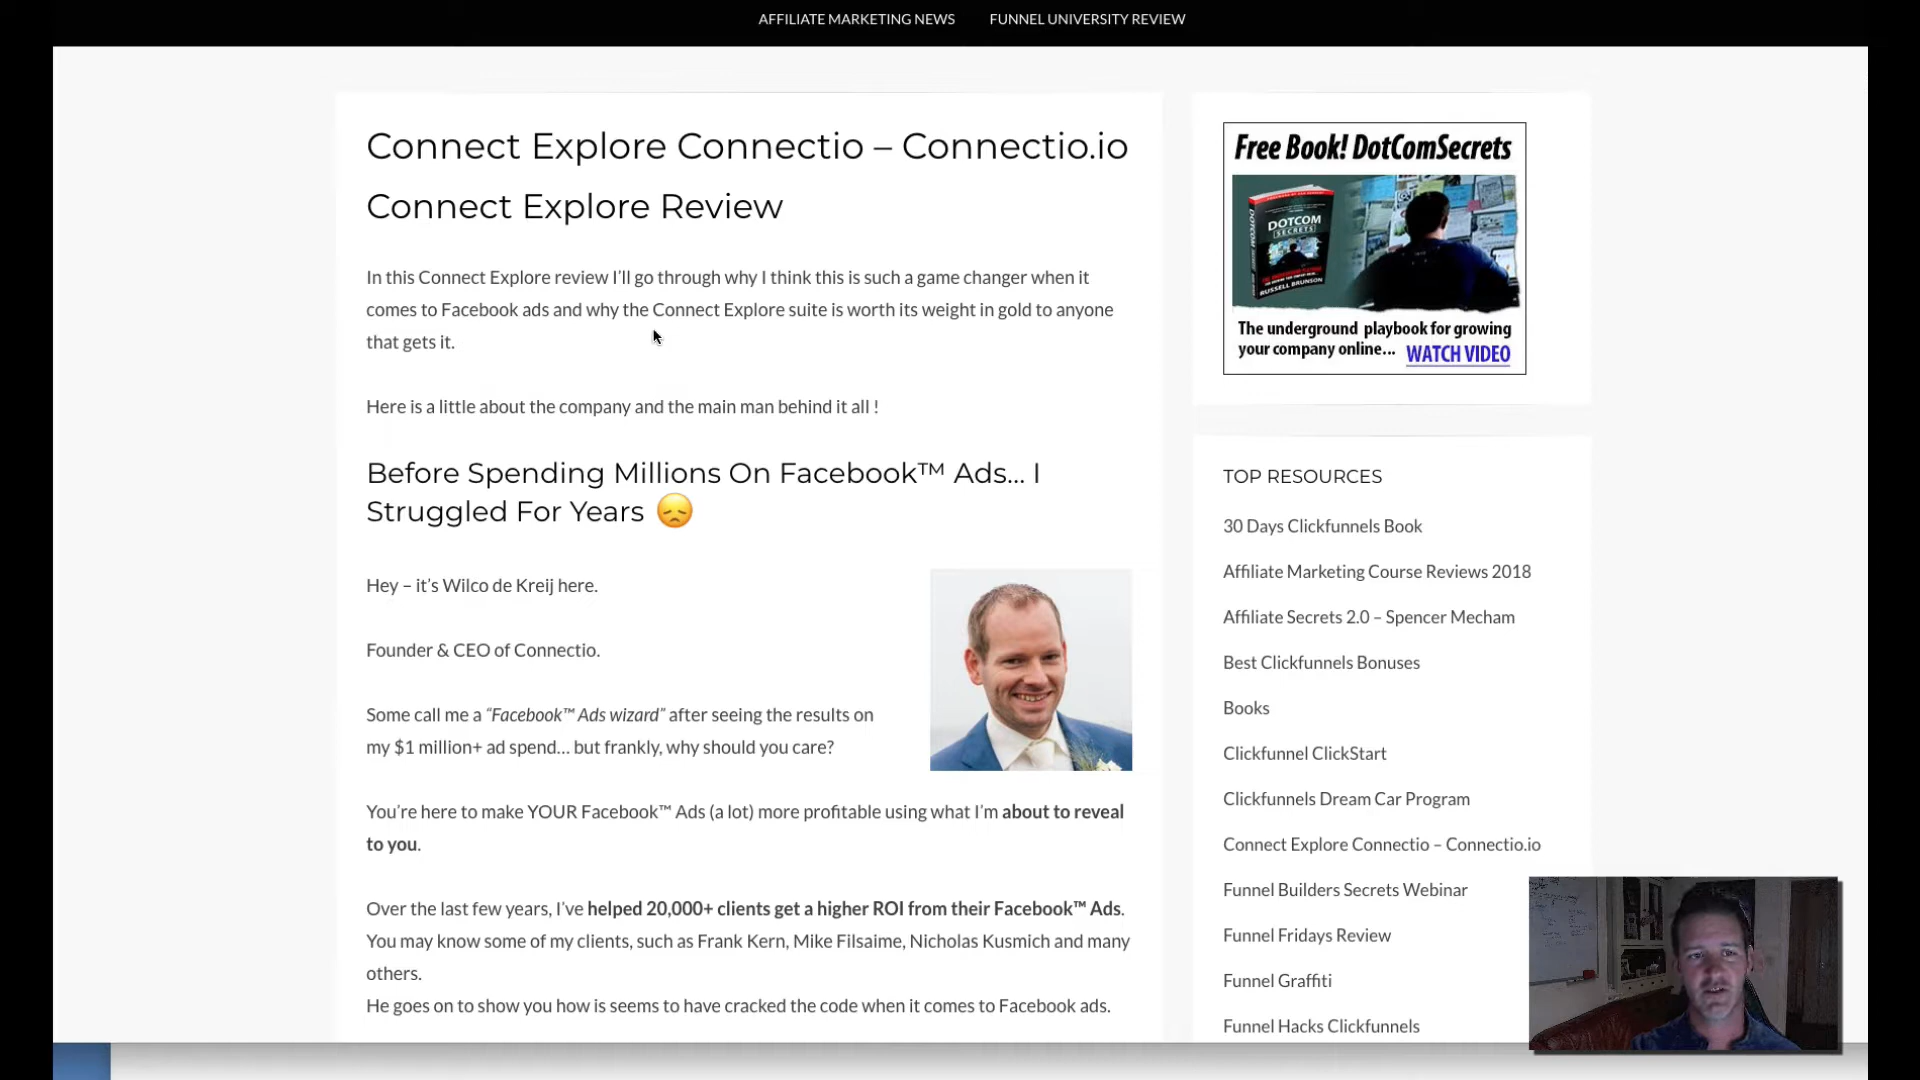 AFFILIATE MARKETING NEWS FUNNEL UNIVERSITY REVIEW
Connect Explore Connectio – Connectio.io
Connect Explore Review
In this Connect Explore review I’ll go through why I think this is such a game changer when it
comes to Facebook ads and why the Connect Explore suite is worth its weight in gold to anyone
that gets it.
Here is a little about the company and the main man behind it all !
Before Spending Millions On Facebook™ Ads… I
Struggled For Years 😞
Hey – it’s Wilco de Kreij here.
Founder & CEO of Connectio.
Some call me a “Facebook™ Ads wizard” after seeing the results on
my $1 million+ ad spend… but frankly, why should you care?
You’re here to make YOUR Facebook™ Ads (a lot) more profitable using what I’m about to reveal
to you.
Over the last few years, I’ve helped 20,000+ clients get a higher ROI from their Facebook™ Ads.
You may know some of my clients, such as Frank Kern, Mike Filsaime, Nicholas Kusmich and many
others.
He goes on to show you how is seems to have cracked the code when it comes to Facebook ads.
Free Book! DotComSecrets
DOTCOM
SECRETS
RUSSELL BRUNSON
The underground playbook for growing
your company online... WATCH VIDEO
TOP RESOURCES
30 Days Clickfunnels Book
Affiliate Marketing Course Reviews 2018
Affiliate Secrets 2.0 – Spencer Mecham
Best Clickfunnels Bonuses
Books
Clickfunnel ClickStart
Clickfunnels Dream Car Program
Connect Explore Connectio – Connectio.io
Funnel Builders Secrets Webinar
Funnel Fridays Review
Funnel Graffiti
Funnel Hacks Clickfunnels